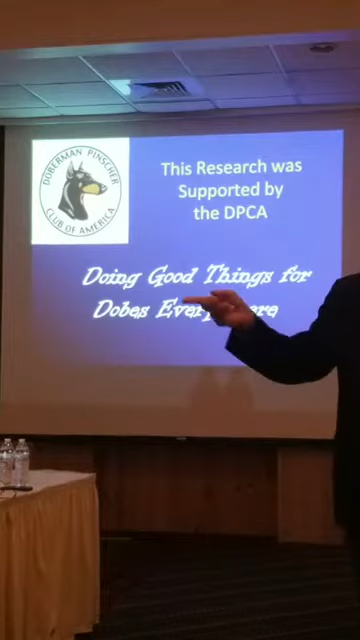 DOBERMAN PINSCHER
CLUB OF AMERICA
This Research was
Supported by
the DPCA
Doing Good Things for
Dobes